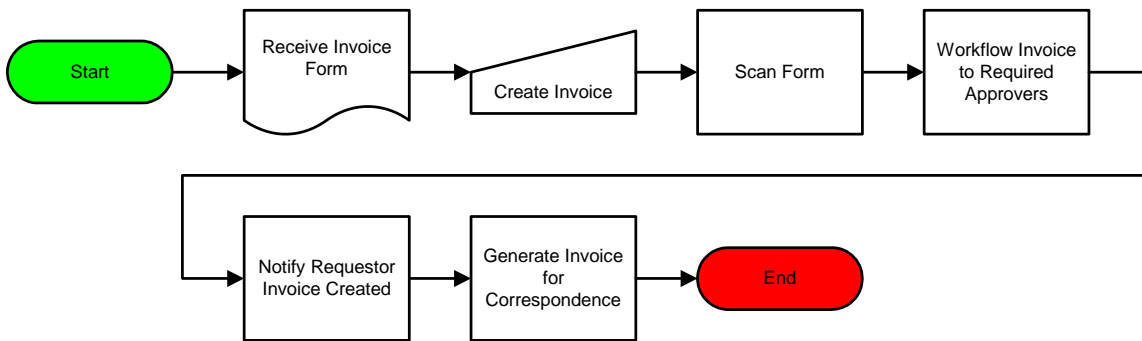 Start
Receive Invoice
Form
Create Invoice
Scan Form
Workflow Invoice
to Required
Approvers
Notify Requestor
Invoice Created
Generate Invoice
for
Correspondence
End